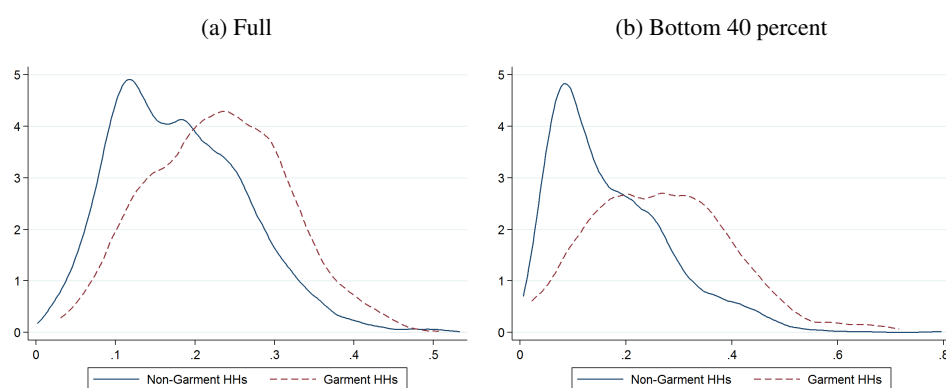 (a) Full
5
4
3
2
1
0
0 .1 .2 .3 .4 .5
Non-Garment HHs Garment HHs
(b) Bottom 40 percent
5
4
3
2
1
0
0 .2 .4 .6 .8
Non-Garment HHs Garment HHs